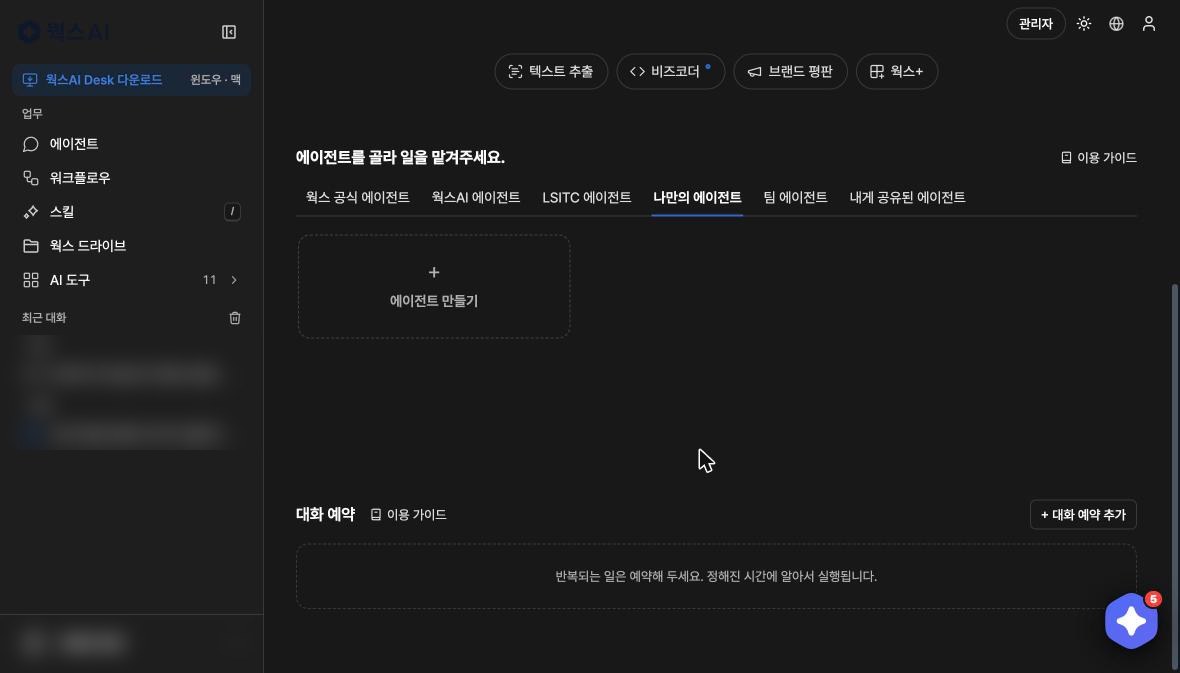 웍스AI
웍스AI Desk 다운로드 윈도우 · 맥
업무
에이전트
워크플로우
스킬 /
웍스 드라이브
AI 도구 11
최근 대화
관리자
텍스트 추출 비즈코더 브랜드 평판 웍스+
에이전트를 골라 일을 맡겨주세요. 이용 가이드
웍스 공식 에이전트 웍스AI 에이전트 LSITC 에이전트 나만의 에이전트 팀 에이전트 내게 공유된 에이전트
+
에이전트 만들기
대화 예약 이용 가이드 + 대화 예약 추가
반복되는 일은 예약해 두세요. 정해진 시간에 알아서 실행됩니다.
5